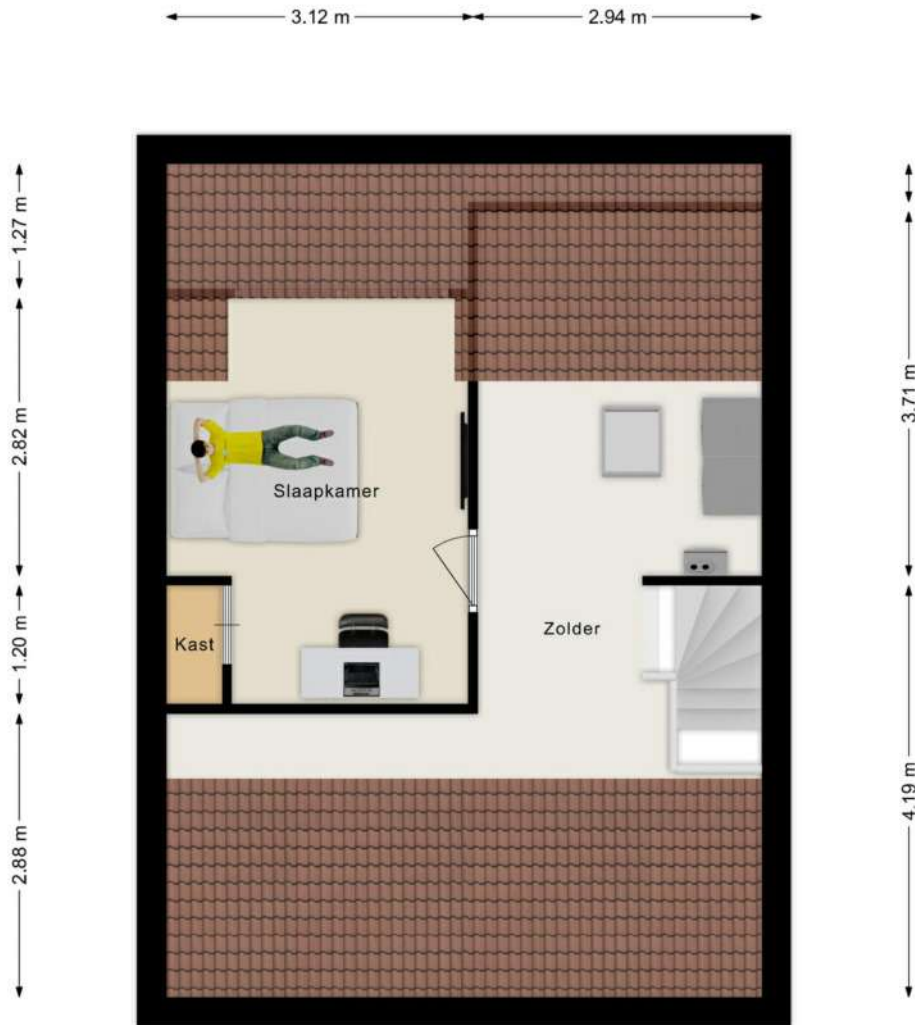 3.12 m
2.94 m
1.27 m
2.82 m
3.71 m
Slaapkamer
1.20 m
Kast
Zolder
2.88 m
4.19 m